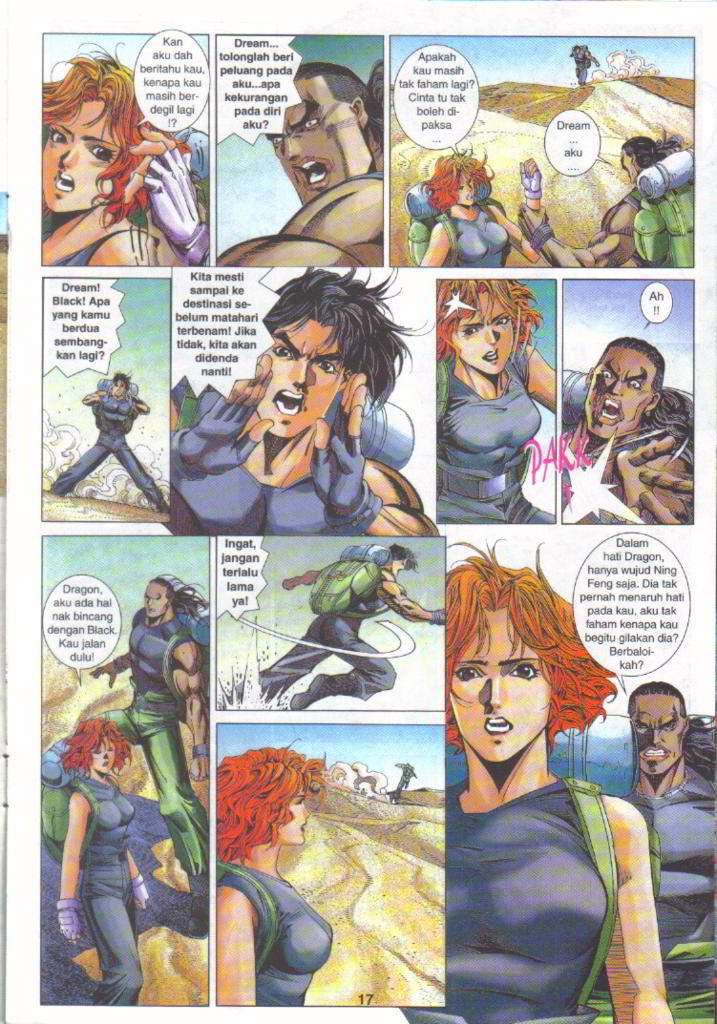 Kan
aku dah
beritahu kau,
kenapa kau
masih ber-
degil lagi
!?
Dream...
tolonglah beri
peluang pada
aku...apa
kekurangan
pada diri
aku?
Apakah
kau masih
tak faham lagi?
Cinta tu tak
boleh di-
paksa
...
Dream
...
aku
....
Dream!
Black! Apa
yang kamu
berdua
sembang-
kan lagi?
Kita mesti
sampai ke
destinasi se-
belum matahari
terbenam! Jika
tidak, kita akan
didenda
nanti!
Ah
!!
PAKK
Dragon,
aku ada hal
nak bincang
dengan Black.
Kau jalan
dulu!
Ingat,
jangan
terlalu
lama
ya!
Dalam
hati Dragon,
hanya wujud Ning
Feng saja. Dia tak
pernah menaruh hati
pada kau, aku tak
faham kenapa kau
begitu gilakan dia?
Berbaloi-
kah?
17